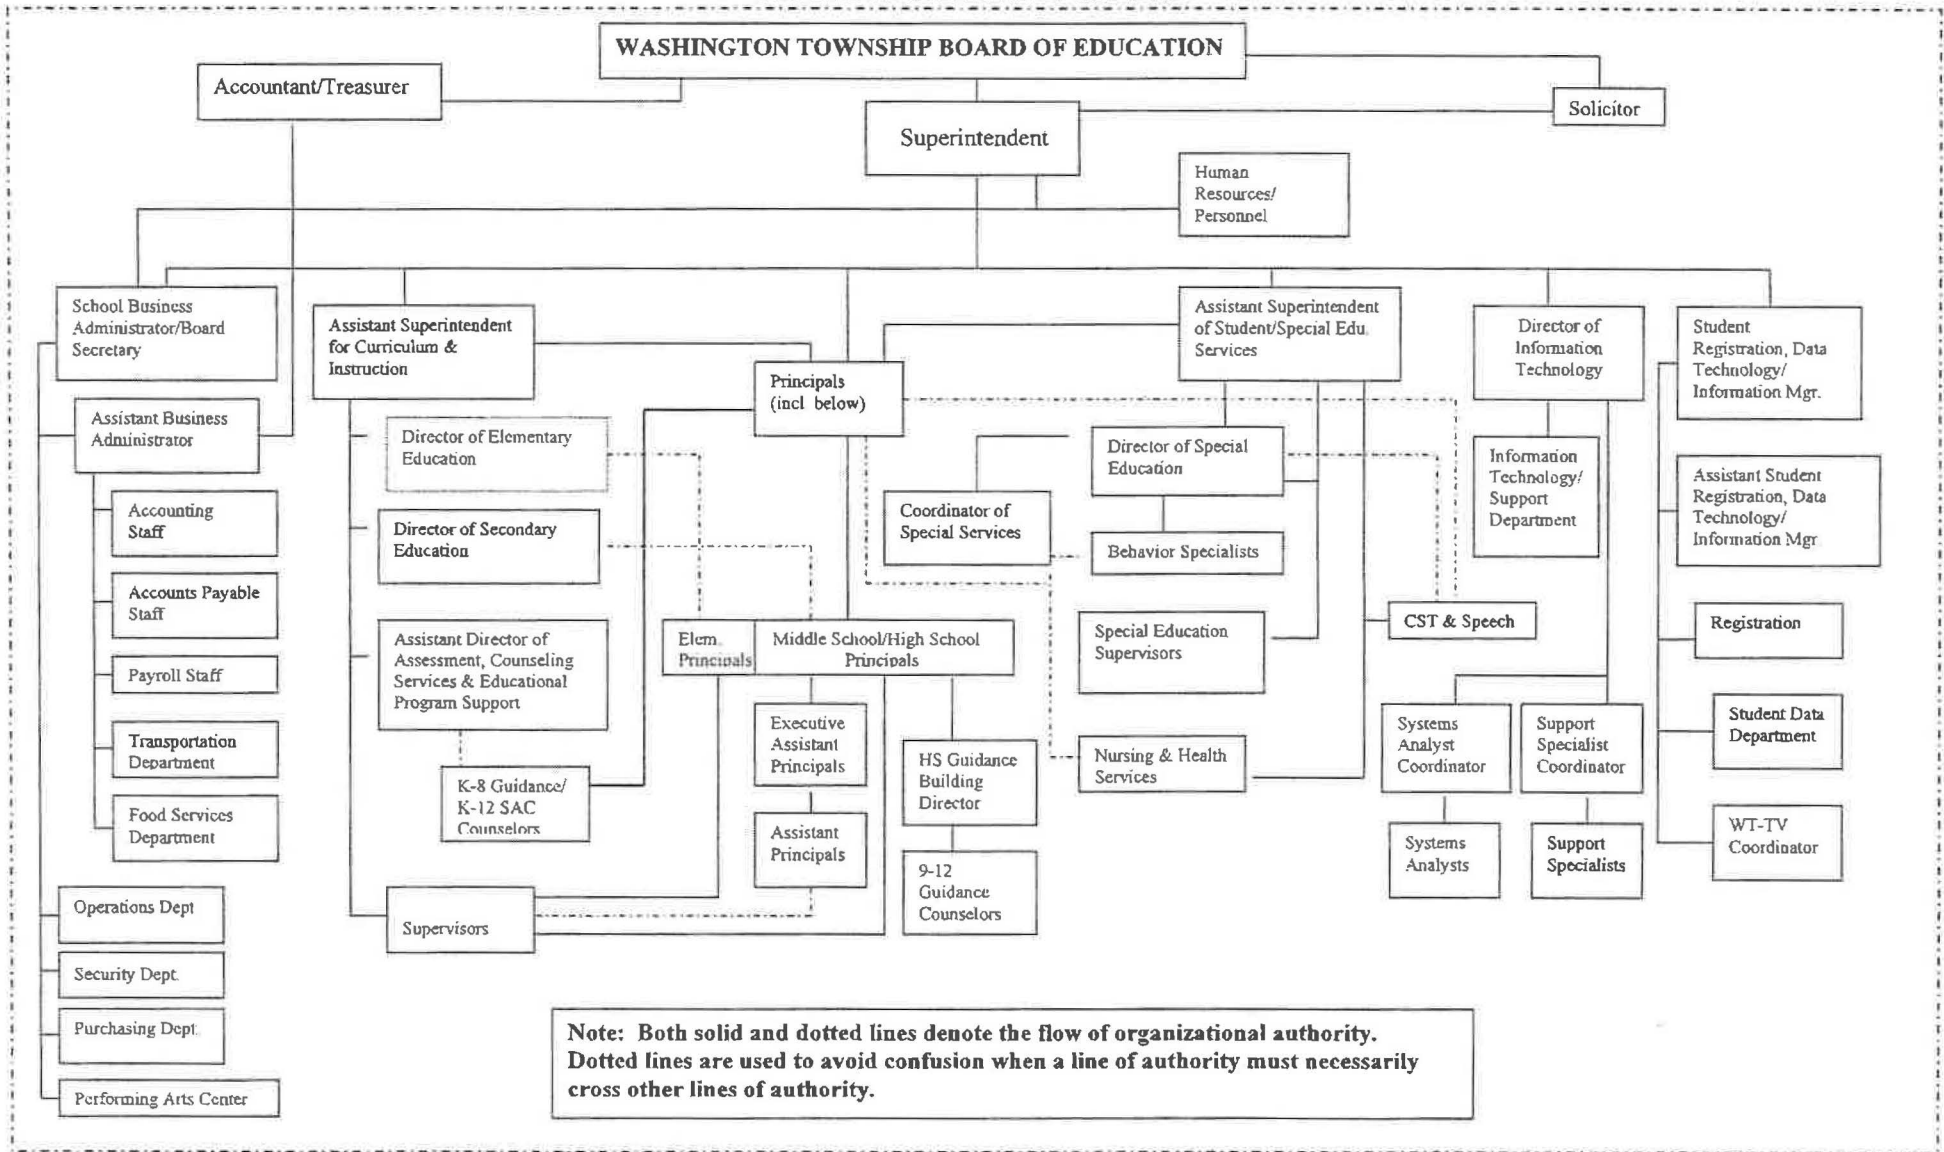 WASHINGTON TOWNSHIP BOARD OF EDUCATION
Accountant/Treasurer
Solicitor
Superintendent
Human
Resources/
Personnel
School Business
Administrator/Board
Secretary
Assistant Superintendent
for Curriculum &
Instruction
Principals
(incl below)
Assistant Superintendent
of Student/Special Edu.
Services
Director of
Information
Technology
Student
Registration, Data
Technology/
Information Mgr.
Assistant Business
Administrator
Director of Elementary
Education
Director of Special
Education
Information
Technology/
Support
Department
Assistant Student
Registration, Data
Technology/
Information Mgr
Accounting
Staff
Director of Secondary
Education
Coordinator of
Special Services
Behavior Specialists
Accounts Payable
Staff
Assistant Director of
Assessment, Counseling
Services & Educational
Program Support
Elem.
Principals
Middle School/High School
Principals
Special Education
Supervisors
CST & Speech
Registration
Payroll Staff
Transportation
Department
Food Services
Department
K-8 Guidance/
K-12 SAC
Counselors
Executive
Assistant
Principals
HS Guidance
Building
Director
Nursing & Health
Services
Systems
Analyst
Coordinator
Support
Specialist
Coordinator
Student Data
Department
Assistant
Principals
9-12
Guidance
Counselors
Systems
Analysts
Support
Specialists
WT-TV
Coordinator
Supervisors
Operations Dept
Security Dept.
Purchasing Dept.
Performing Arts Center
Note: Both solid and dotted lines denote the flow of organizational authority.
Dotted lines are used to avoid confusion when a line of authority must necessarily
cross other lines of authority.